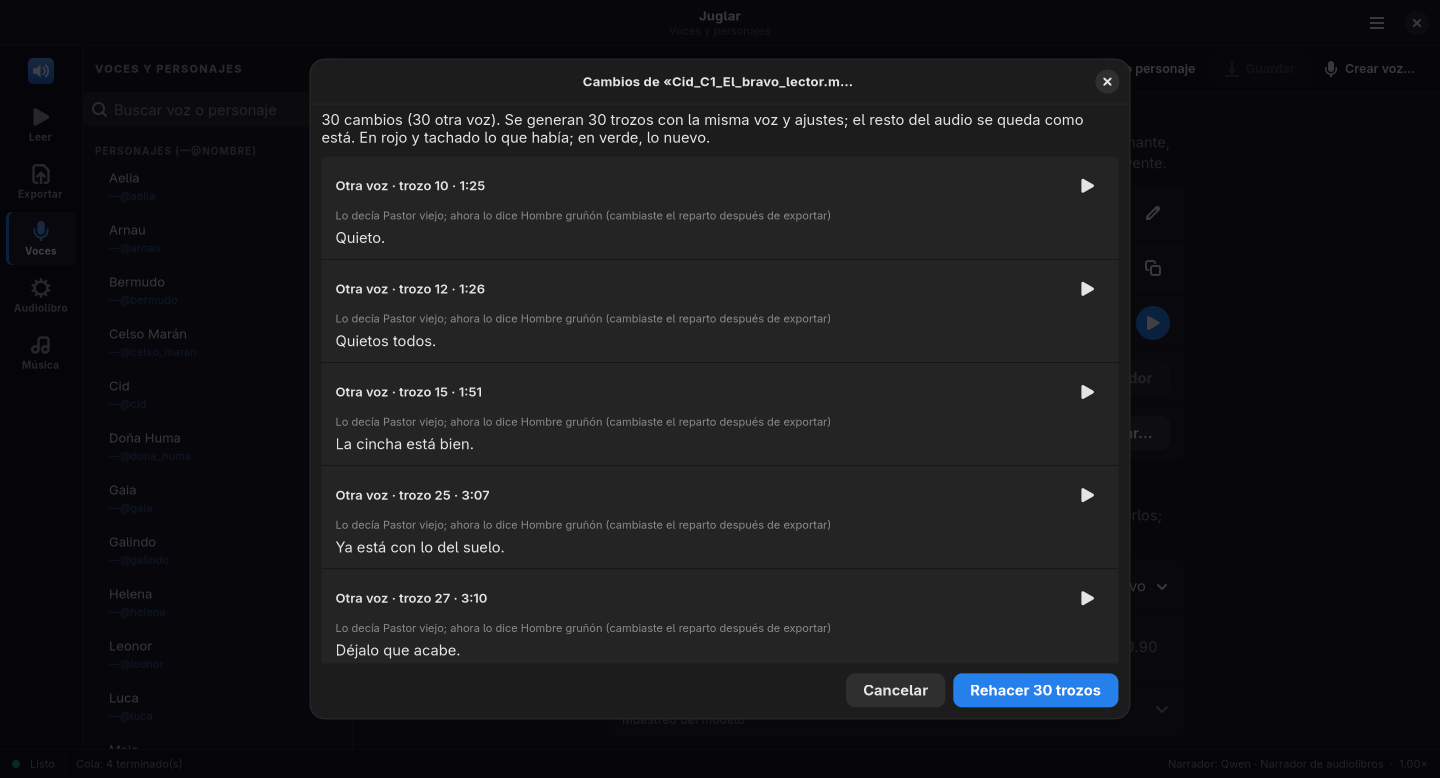 Juglar
Voces y personajes
VOCES Y PERSONAJES
personaje
Guardar
Crear voz...
Leer
Exportar
Voces
Audiolibro
Música
Buscar voz o personaje
PERSONAJES (—@NOMBRE)
Aelia
—@aelia
Arnau
—@arnau
Bermudo
—@bermudo
Celso Marán
—@celso_maran
Cid
—@cid
Doña Huma
—@dona_huma
Gaia
—@gaia
Galindo
—@galindo
Helena
—@helena
Leonor
—@leonor
Luca
—@luca
Cambios de «Cid_C1_El_bravo_lector.m...
30 cambios (30 otra voz). Se generan 30 trozos con la misma voz y ajustes; el resto del audio se queda como
está. En rojo y tachado lo que había; en verde, lo nuevo.
Otra voz · trozo 10 · 1:25
Lo decía Pastor viejo; ahora lo dice Hombre gruñón (cambiaste el reparto después de exportar)
Quieto.
Otra voz · trozo 12 · 1:26
Lo decía Pastor viejo; ahora lo dice Hombre gruñón (cambiaste el reparto después de exportar)
Quietos todos.
Otra voz · trozo 15 · 1:51
Lo decía Pastor viejo; ahora lo dice Hombre gruñón (cambiaste el reparto después de exportar)
La cincha está bien.
Otra voz · trozo 25 · 3:07
Lo decía Pastor viejo; ahora lo dice Hombre gruñón (cambiaste el reparto después de exportar)
Ya está con lo del suelo.
Otra voz · trozo 27 · 3:10
Lo decía Pastor viejo; ahora lo dice Hombre gruñón (cambiaste el reparto después de exportar)
Déjalo que acabe.
Cancelar
Rehacer 30 trozos
Muestreo del modelo
Listo
Cola: 4 terminado(s)
Narrador: Qwen · Narrador de audiolibros · 1.00×